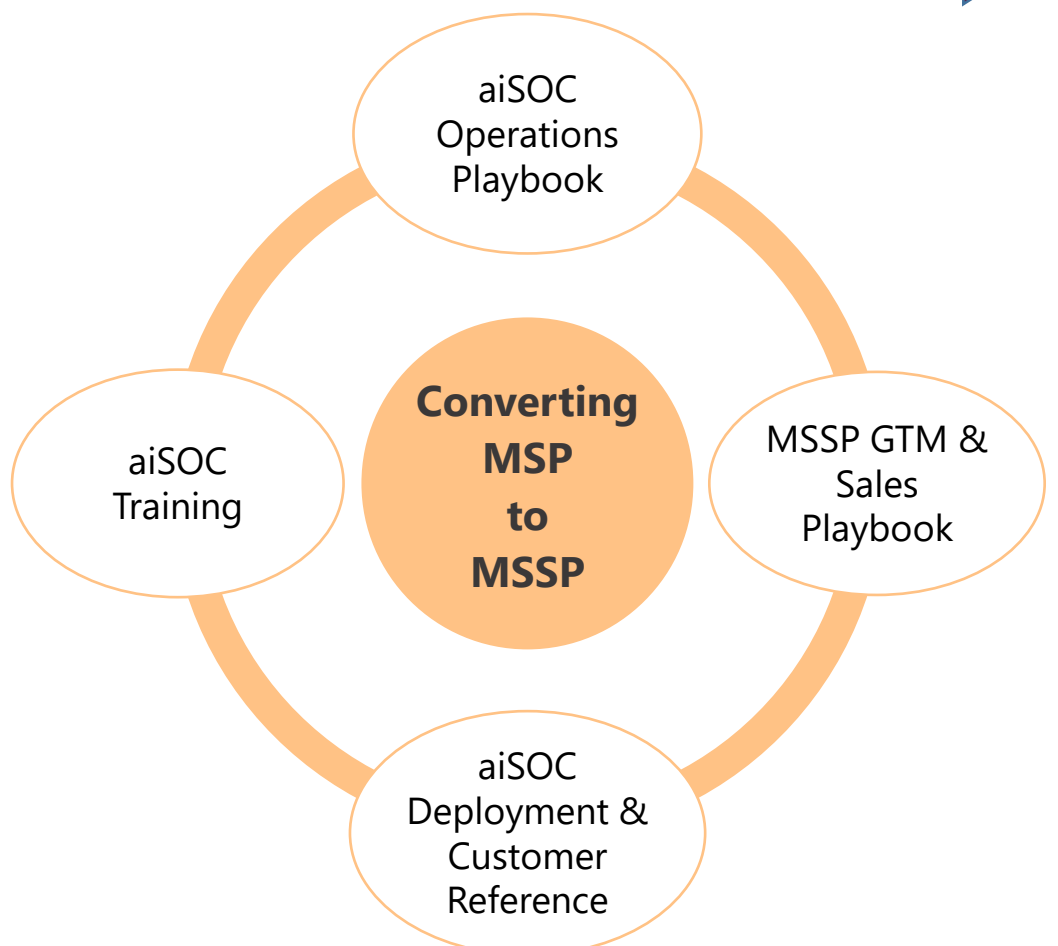 aiSOC
Operations
Playbook
Converting
MSP
to
MSSP
aiSOC
Training
MSSP GTM &
Sales
Playbook
aiSOC
Deployment &
Customer
Reference